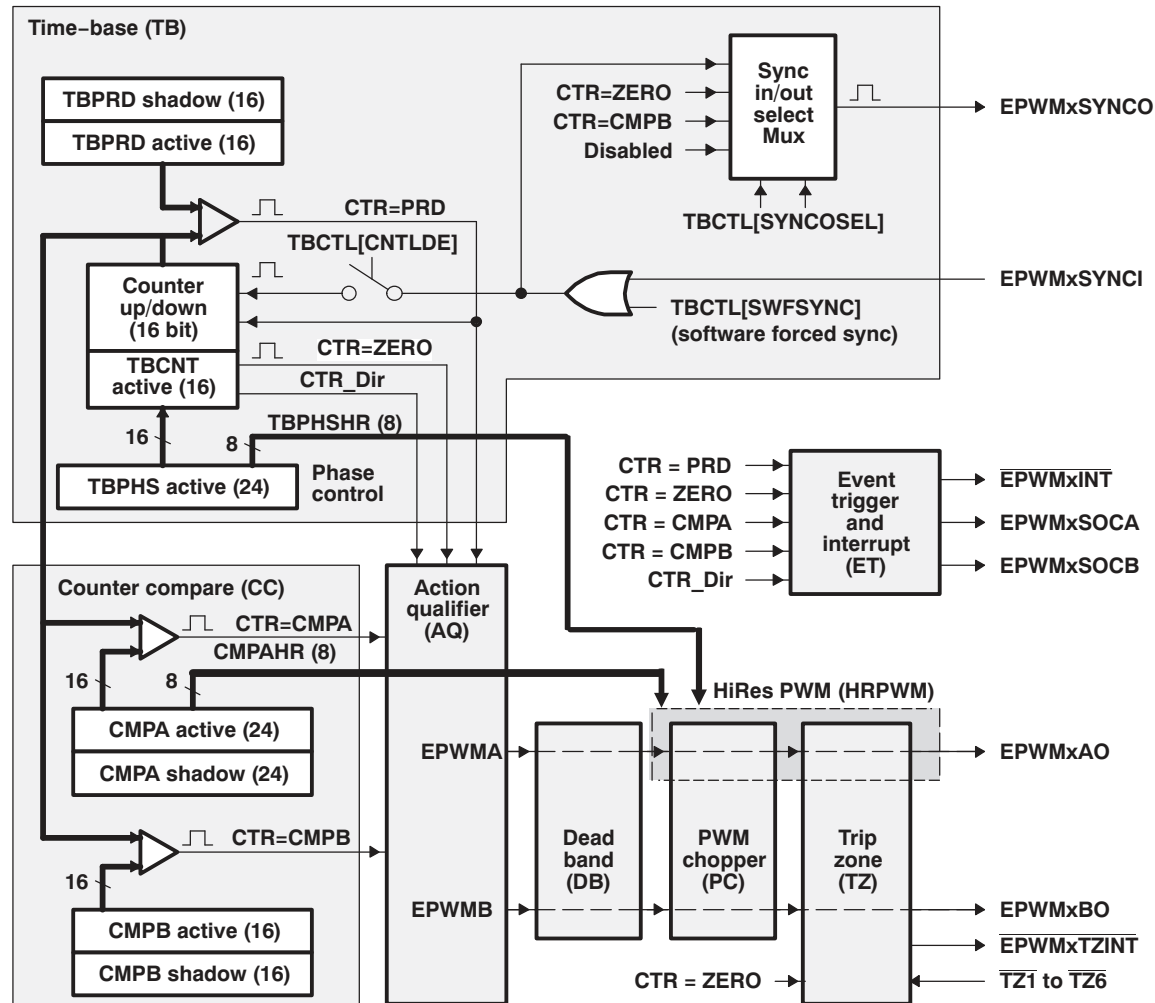 Time−base (TB)
TBPRD shadow (16)
TBPRD active (16)
CTR=PRD
TBCTL[CNTLDE]
Counter
up/down
(16 bit)
TBCNT
active (16)
CTR=ZERO
CTR_Dir
16
8
TBPHSHR (8)
TBPHS active (24)
Phase
control
CTR=ZERO
CTR=CMPB
Disabled
Sync
in/out
select
Mux
TBCTL[SYNCOSEL]
EPWMxSYNCO
EPWMxSYNCI
TBCTL[SWFSYNC]
(software forced sync)
CTR = PRD
CTR = ZERO
CTR = CMPA
CTR = CMPB
CTR_Dir
Event
trigger
and
interrupt
(ET)
EPWMxINT
EPWMxSOCA
EPWMxSOCB
Counter compare (CC)
CTR=CMPA
CMPAHR (8)
16
8
CMPA active (24)
CMPA shadow (24)
CTR=CMPB
16
CMPB active (16)
CMPB shadow (16)
Action
qualifier
(AQ)
EPWMA
EPWMB
HiRes PWM (HRPWM)
Dead
band
(DB)
PWM
chopper
(PC)
Trip
zone
(TZ)
CTR = ZERO
EPWMxAO
EPWMxBO
EPWMxTZINT
TZ1 to TZ6